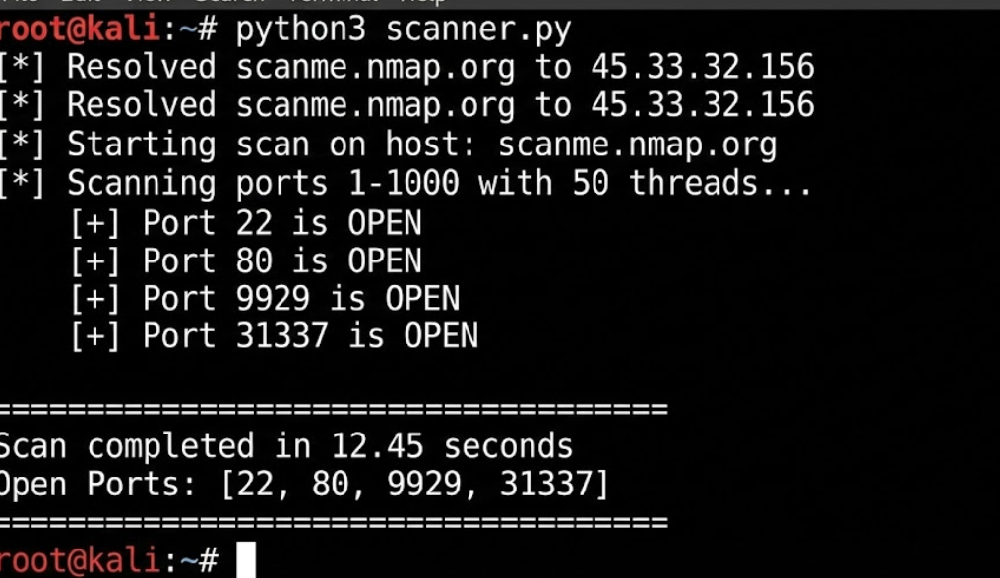 root@kali:~# python3 scanner.py
[*] Resolved scanme.nmap.org to 45.33.32.156
[*] Resolved scanme.nmap.org to 45.33.32.156
[*] Starting scan on host: scanme.nmap.org
[*] Scanning ports 1-1000 with 50 threads...
[+] Port 22 is OPEN
[+] Port 80 is OPEN
[+] Port 9929 is OPEN
[+] Port 31337 is OPEN
====================================
Scan completed in 12.45 seconds
Open Ports: [22, 80, 9929, 31337]
====================================
root@kali:~#